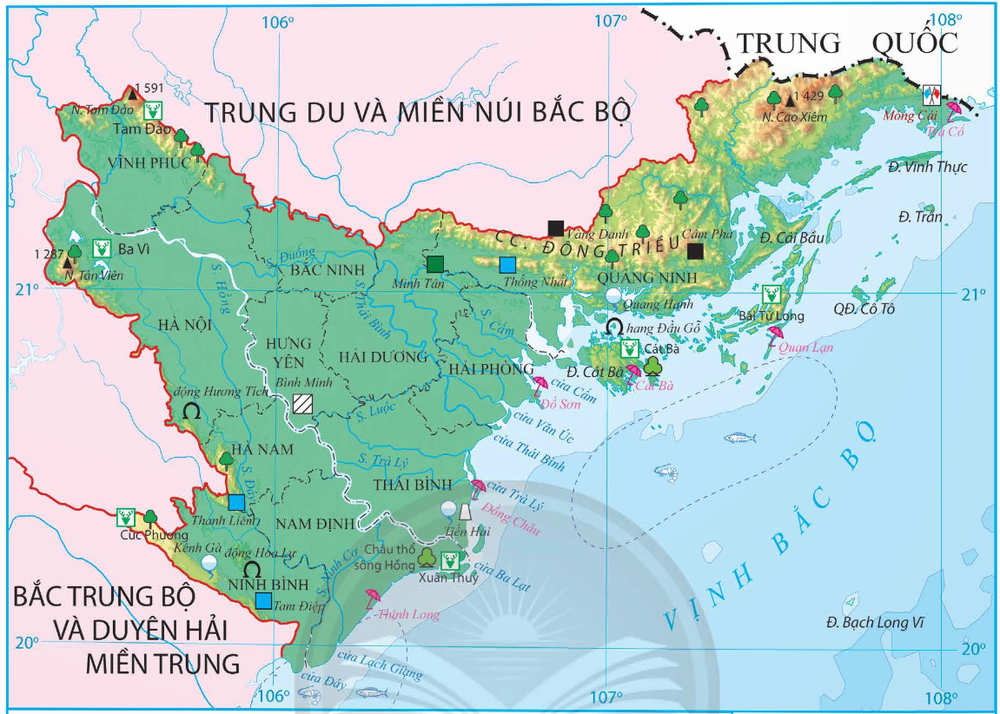 106°
107°
108°
TRUNG QUỐC
1 591
N. Tam Đảo
TRUNG DU VÀ MIỀN NÚI BẮC BỘ
1 429
N. Cao Xiêm
Móng Cái
Trà Cổ
Tam Đảo
VĨNH PHÚC
Đ. Vĩnh Thực
Đ. Trần
Vàng Danh
Cẩm Phả
Đ. Cái Bầu
CC. ĐÔNG TRIỀU
Ba Vì
1 287
N. Tản Viên
S. Đuống
BẮC NINH
Minh Tân
Thống Nhất
QUẢNG NINH
21°
21°
S. Hồng
S. Thái Bình
Quang Hanh
Bái Tử Long
QĐ. Cô Tô
HÀ NỘI
S. Cấm
hang Đầu Gỗ
Quan Lạn
HƯNG
YÊN
HẢI DƯƠNG
HẢI PHÒNG
Cát Bà
Đ. Cát Bà
Cát Bà
Bình Minh
động Hương Tích
cửa Cấm
Đồ Sơn
S. Luộc
cửa Văn Úc
cửa Thái Bình
HÀ NAM
S. Trà Lý
S. Đáy
THÁI BÌNH
cửa Trà Lý
Đồng Châu
VỊNH BẮC BỘ
Thanh Liêm
NAM ĐỊNH
Tiền Hải
Cúc Phương
Kênh Gà
động Hoa Lư
S. Ninh Cơ
Châu thổ
sông Hồng
Xuân Thuỷ
cửa Ba Lạt
NINH BÌNH
Tam Điệp
Thịnh Long
BẮC TRUNG BỘ
VÀ DUYÊN HẢI
MIỀN TRUNG
Đ. Bạch Long Vĩ
20°
20°
cửa Lạch Giang
cửa Đáy
106°
107°
108°